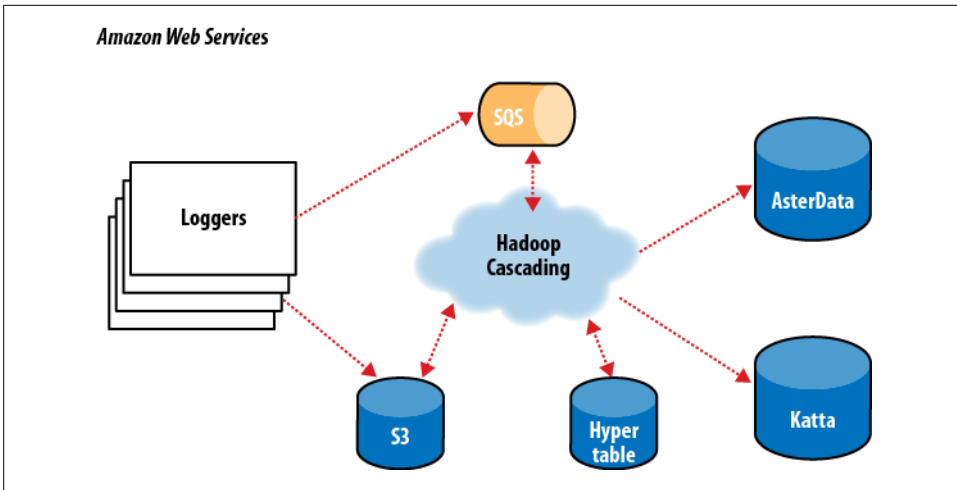 Amazon Web Services
SQS
AsterData
Loggers
Hadoop
Cascading
S3
Hyper
table
Katta